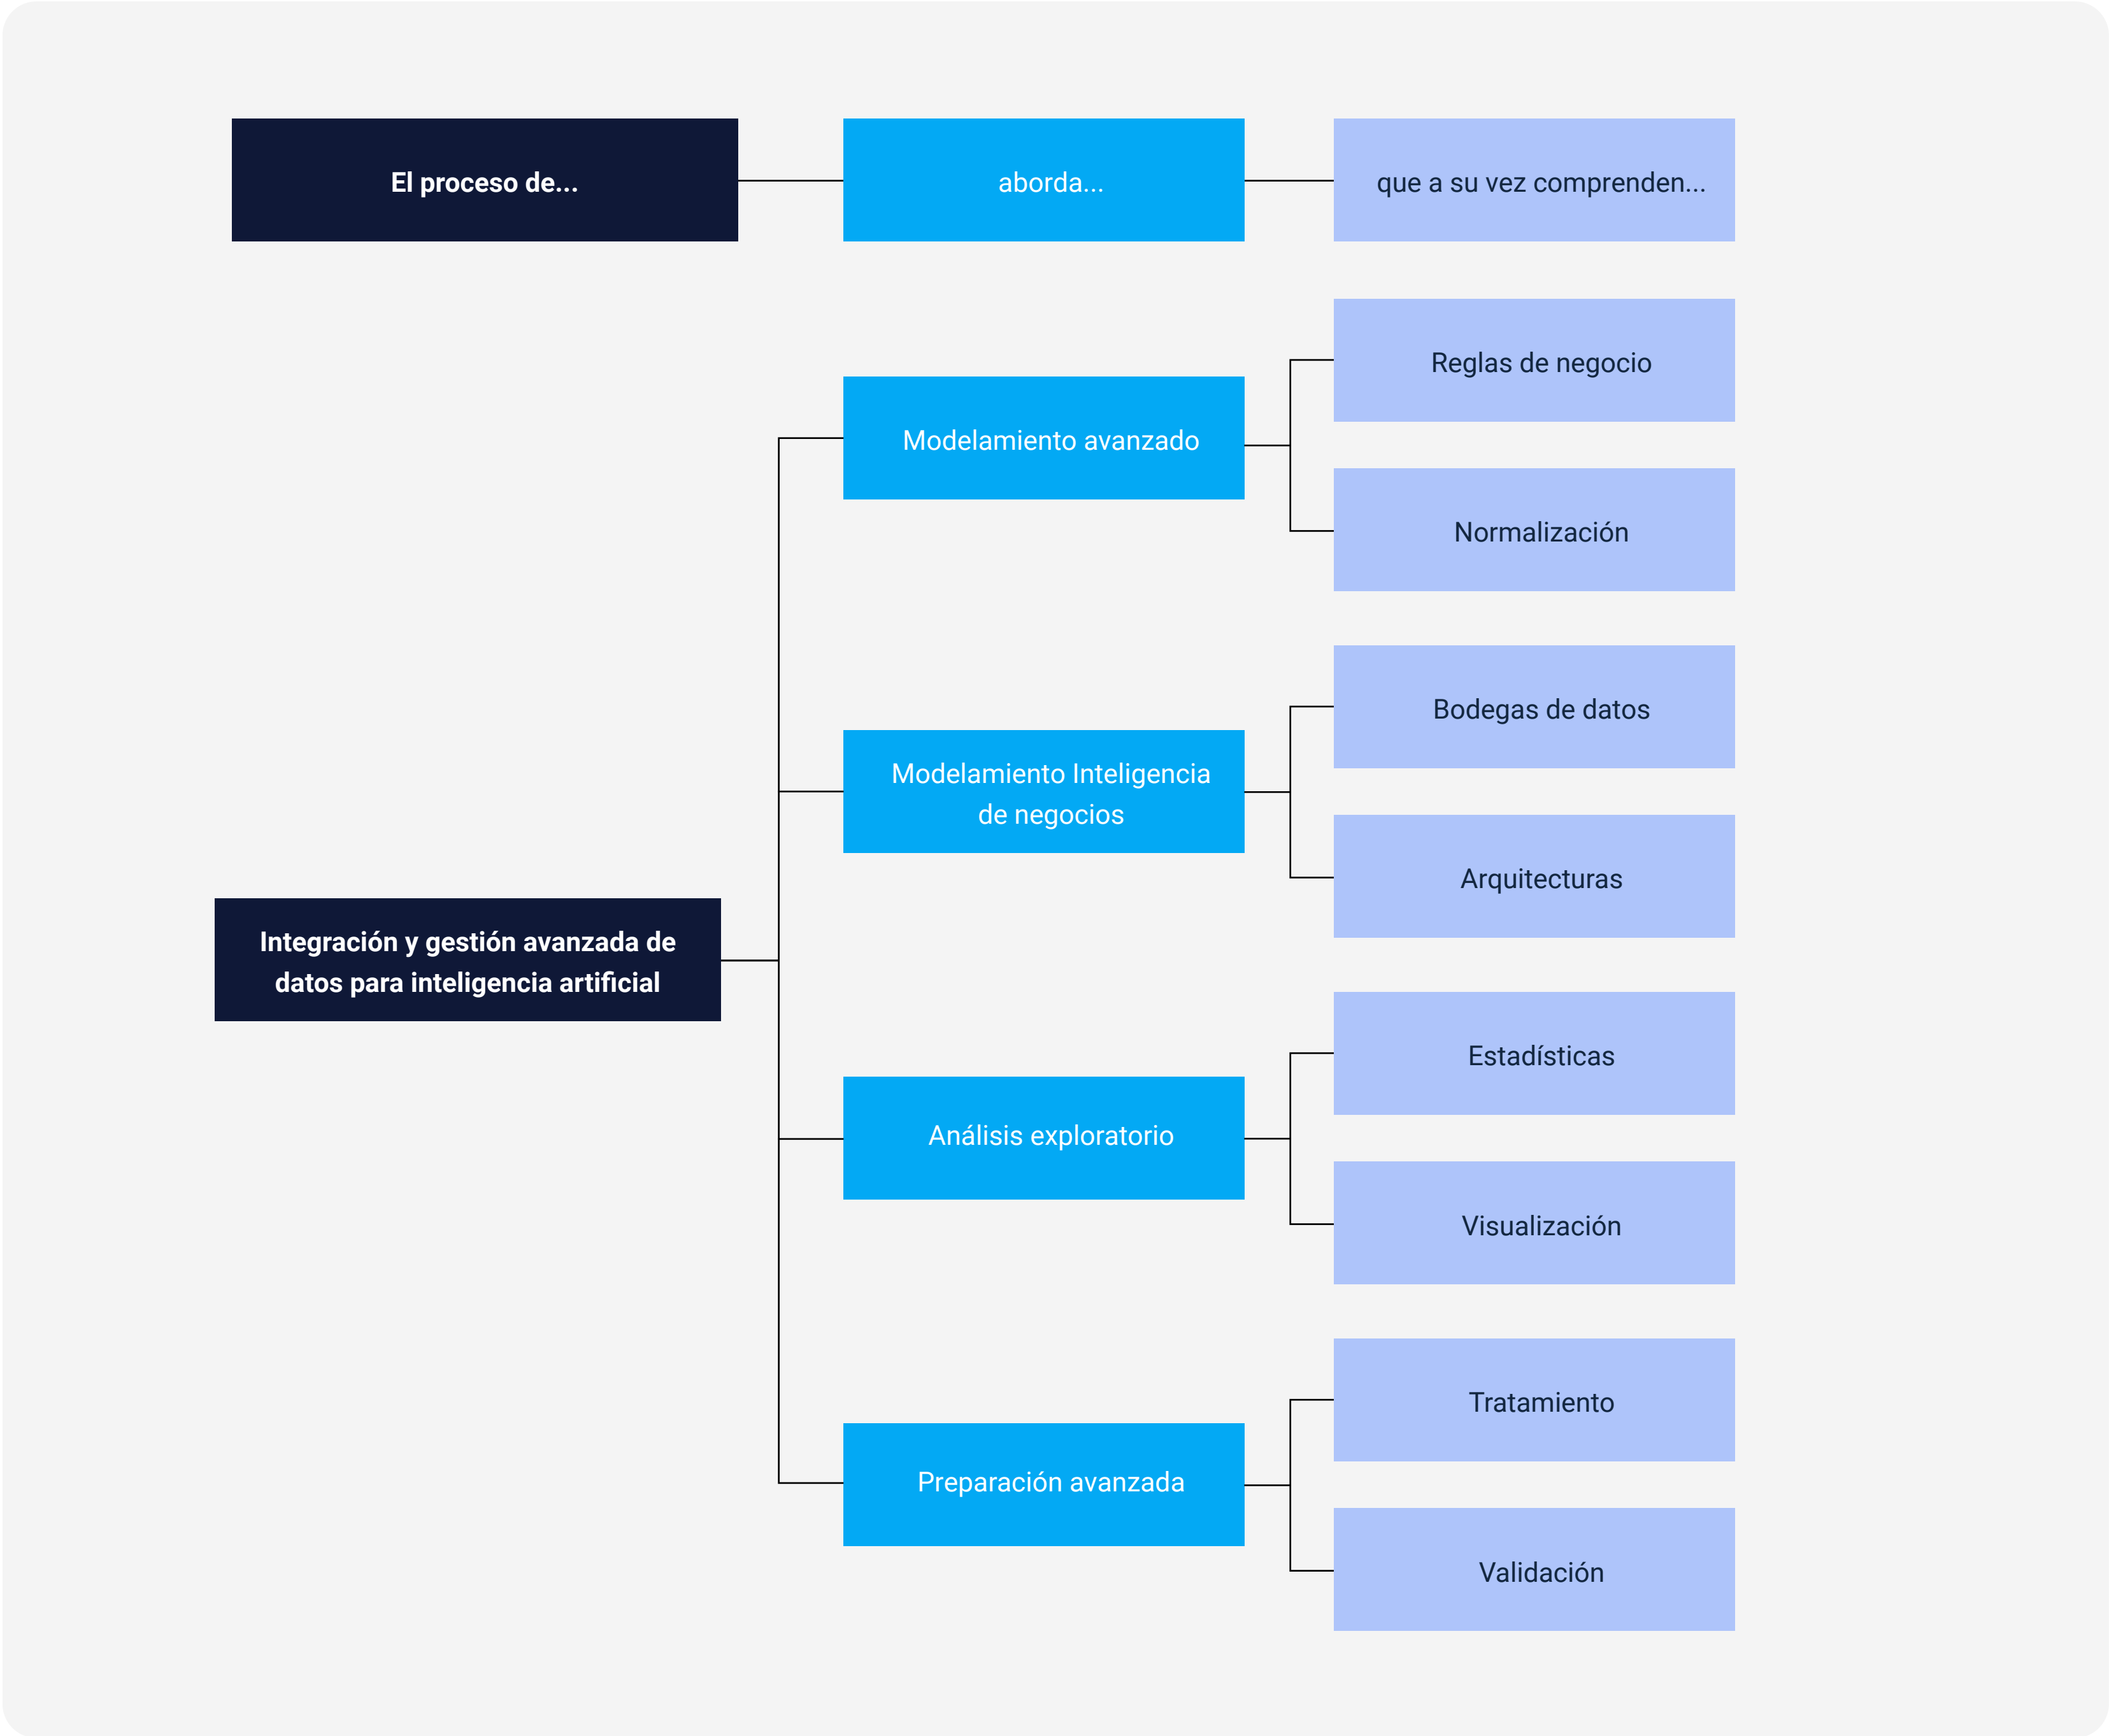 El proceso de...
aborda...
que a su vez comprenden...
Integración y gestión avanzada de
datos para inteligencia artificial
Modelamiento avanzado
Reglas de negocio
Normalización
Modelamiento Inteligencia
de negocios
Bodegas de datos
Arquitecturas
Análisis exploratorio
Estadísticas
Visualización
Preparación avanzada
Tratamiento
Validación